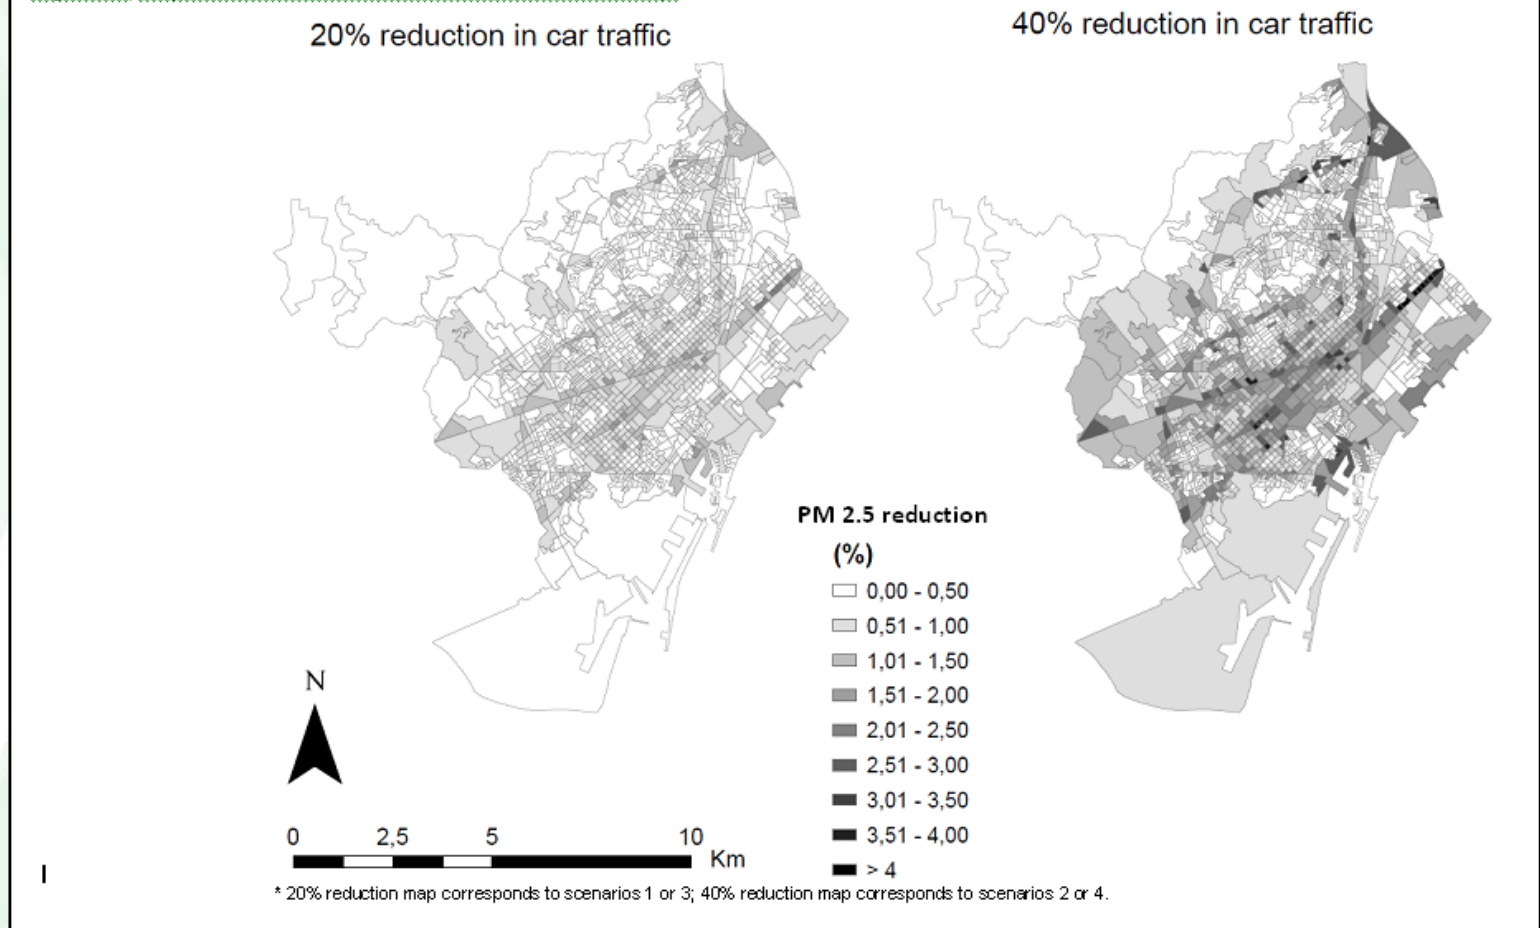 20% reduction in car traffic
40% reduction in car traffic
PM 2.5 reduction
(%)
0,00 - 0,50
0,51 - 1,00
1,01 - 1,50
1,51 - 2,00
2,01 - 2,50
2,51 - 3,00
3,01 - 3,50
3,51 - 4,00
> 4
N
0 2,5 5 10
Km
* 20% reduction map corresponds to scenarios 1 or 3; 40% reduction map corresponds to scenarios 2 or 4.